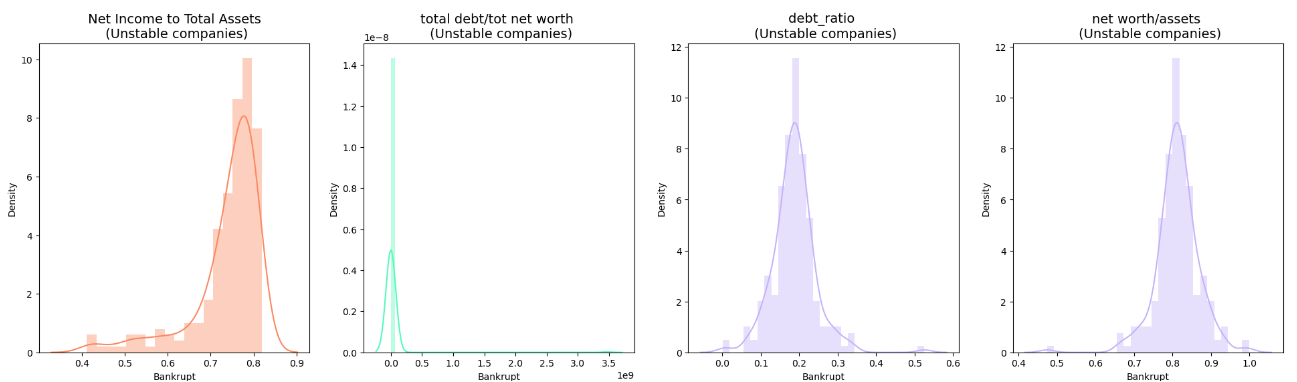 Net Income to Total Assets
(Unstable companies)
Density
10
8
6
4
2
0
0.4 0.5 0.6 0.7 0.8 0.9
Bankrupt
total debt/tot net worth
(Unstable companies)
1e−8
1.4
1.2
1.0
0.8
0.6
0.4
0.2
0.0
Density
0.0 0.5 1.0 1.5 2.0 2.5 3.0 3.5
1e9
Bankrupt
debt_ratio
(Unstable companies)
12
10
8
6
4
2
0
Density
0.0 0.1 0.2 0.3 0.4 0.5 0.6
Bankrupt
net worth/assets
(Unstable companies)
12
10
8
6
4
2
0
Density
0.4 0.5 0.6 0.7 0.8 0.9 1.0
Bankrupt